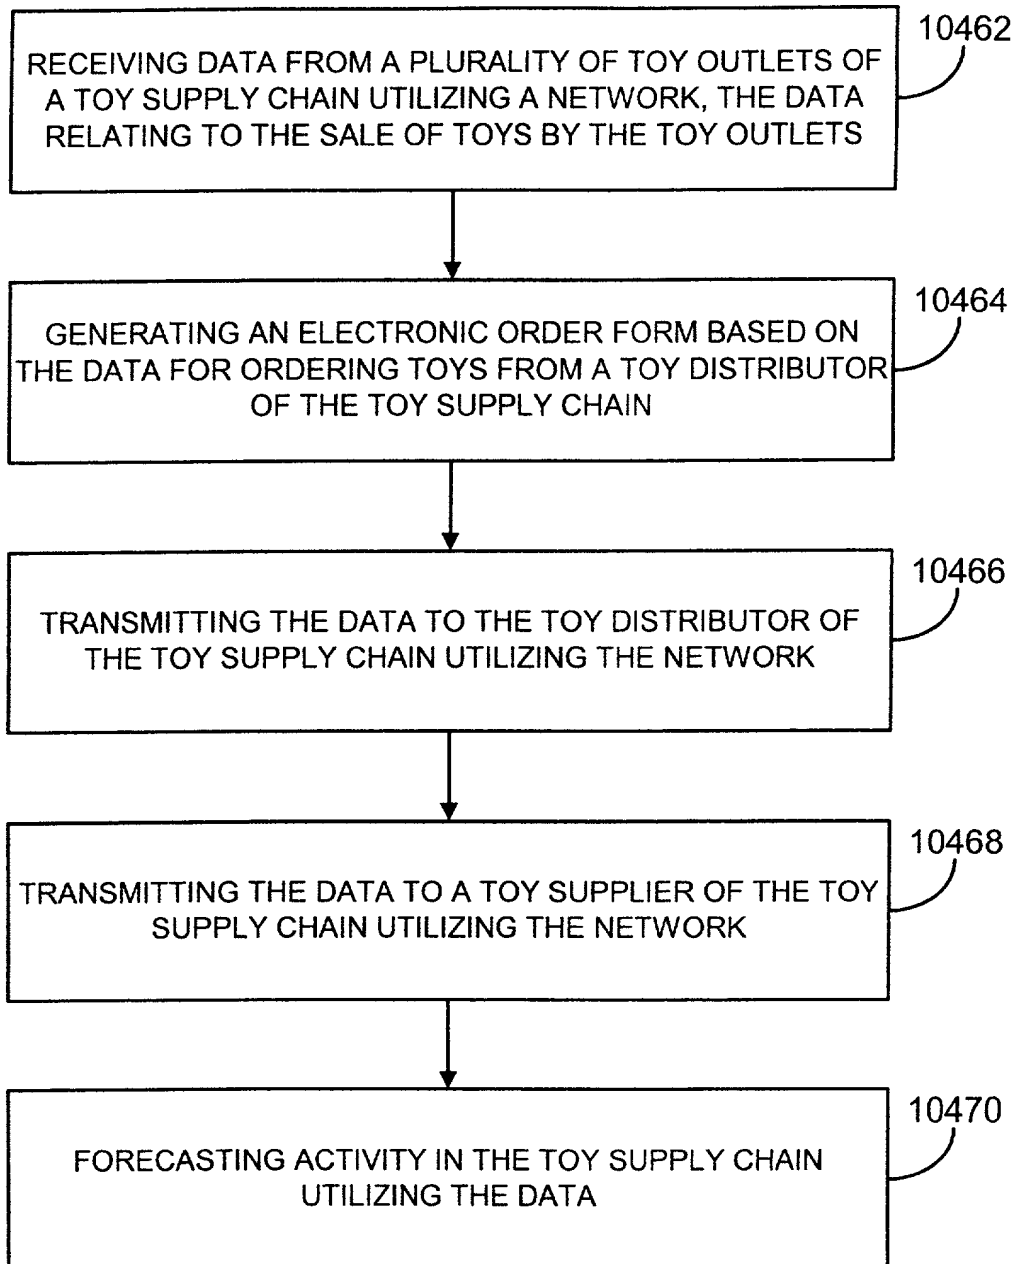 10462
RECEIVING DATA FROM A PLURALITY OF TOY OUTLETS OF
A TOY SUPPLY CHAIN UTILIZING A NETWORK, THE DATA
RELATING TO THE SALE OF TOYS BY THE TOY OUTLETS
10464
GENERATING AN ELECTRONIC ORDER FORM BASED ON
THE DATA FOR ORDERING TOYS FROM A TOY DISTRIBUTOR
OF THE TOY SUPPLY CHAIN
10466
TRANSMITTING THE DATA TO THE TOY DISTRIBUTOR OF
THE TOY SUPPLY CHAIN UTILIZING THE NETWORK
10468
TRANSMITTING THE DATA TO A TOY SUPPLIER OF THE TOY
SUPPLY CHAIN UTILIZING THE NETWORK
10470
FORECASTING ACTIVITY IN THE TOY SUPPLY CHAIN
UTILIZING THE DATA